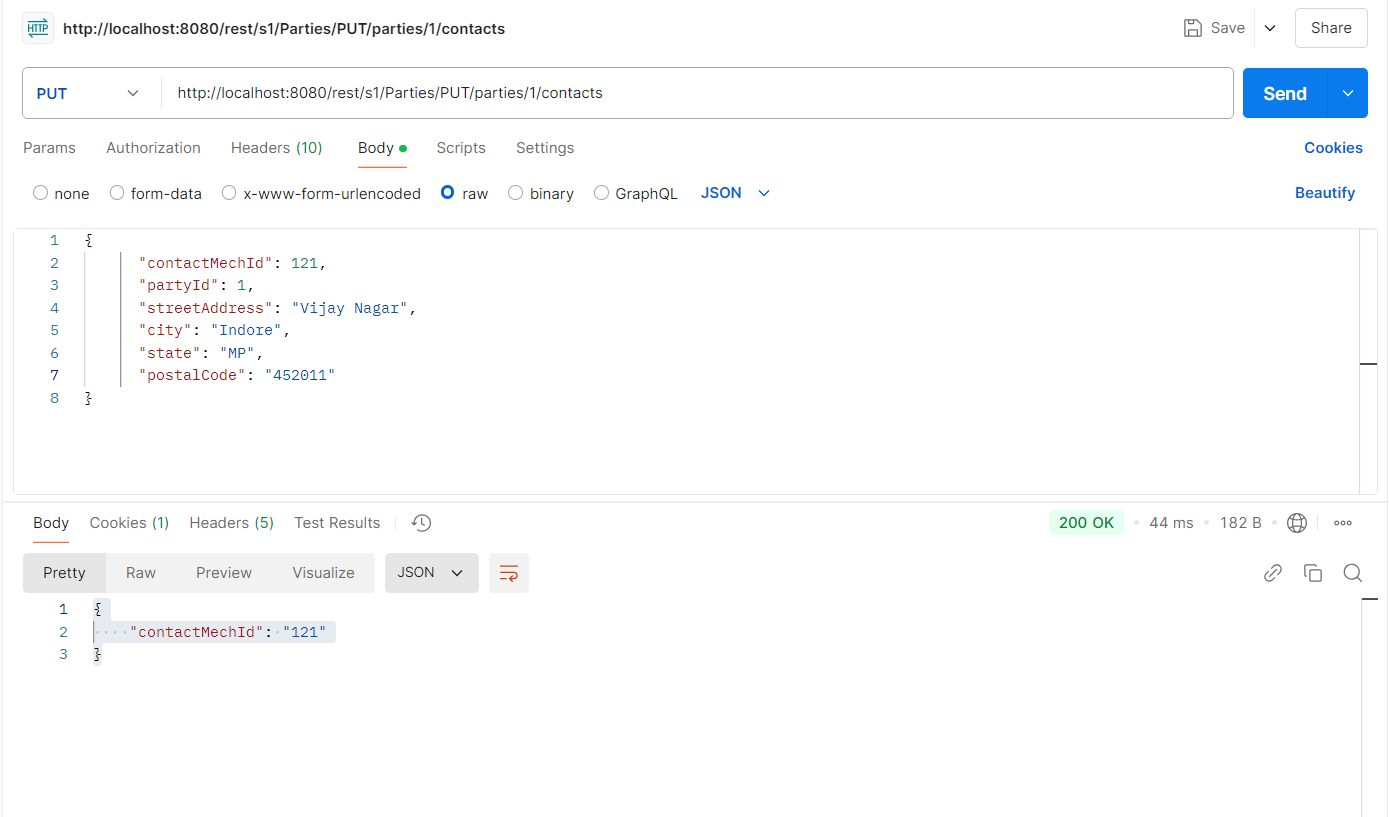 HTTP http://localhost:8080/rest/s1/Parties/PUT/parties/1/contacts Save Share
PUT http://localhost:8080/rest/s1/Parties/PUT/parties/1/contacts Send
Params Authorization Headers (10) Body Scripts Settings Cookies
none form-data x-www-form-urlencoded raw binary GraphQL JSON Beautify
1 {
2 "contactMechId": 121,
3 "partyId": 1,
4 "streetAddress": "Vijay Nagar",
5 "city": "Indore",
6 "state": "MP",
7 "postalCode": "452011"
8 }
Body Cookies (1) Headers (5) Test Results 200 OK 44 ms 182 B
Pretty Raw Preview Visualize JSON
1 {
2 "contactMechId": "121"
3 }